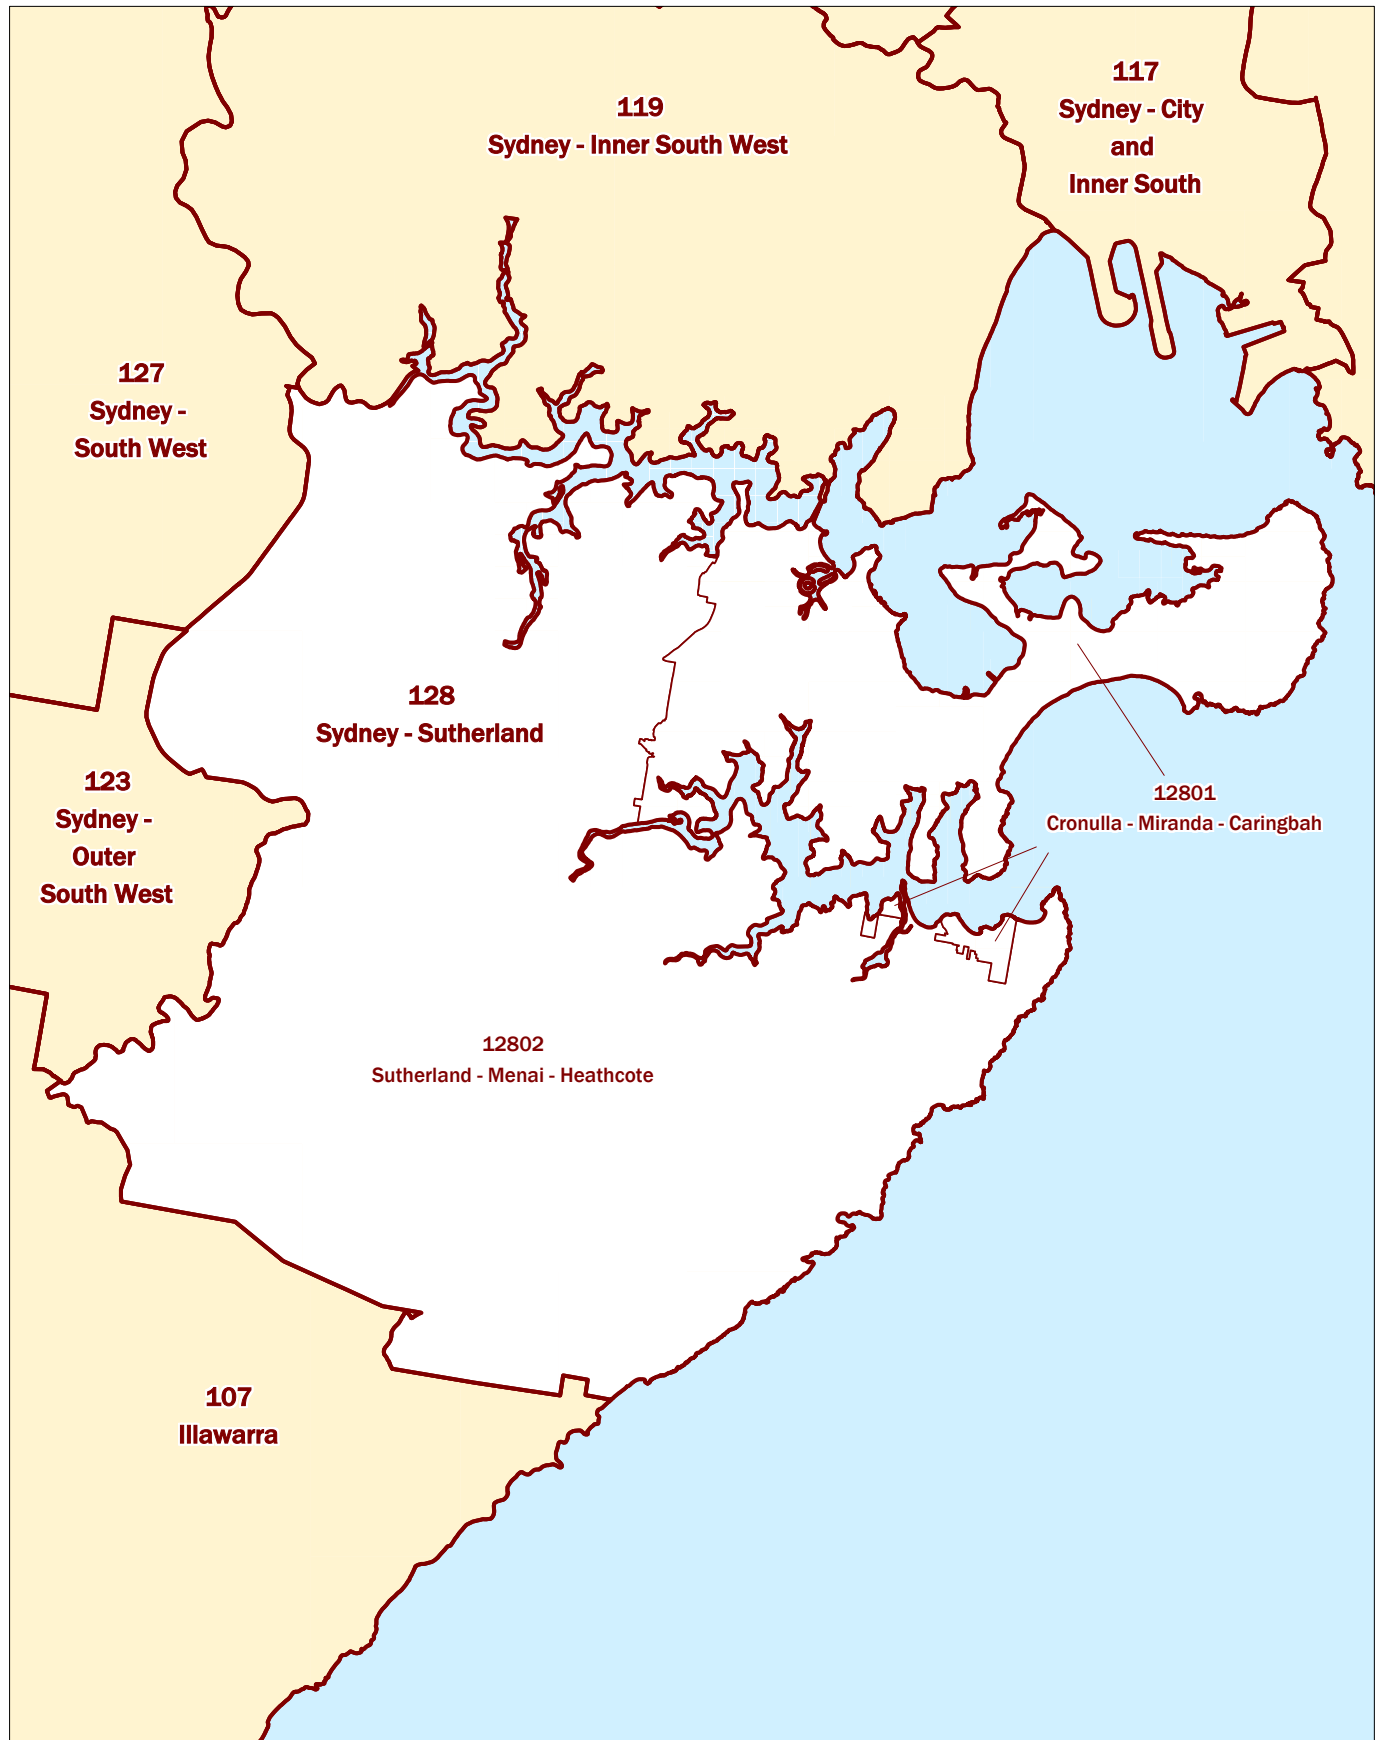 117
Sydney - City
and
Inner South
119
Sydney - Inner South West
127
Sydney -
South West
128
Sydney - Sutherland
123
Sydney -
Outer
South West
12801
Cronulla - Miranda - Caringbah
12802
Sutherland - Menai - Heathcote
107
Illawarra